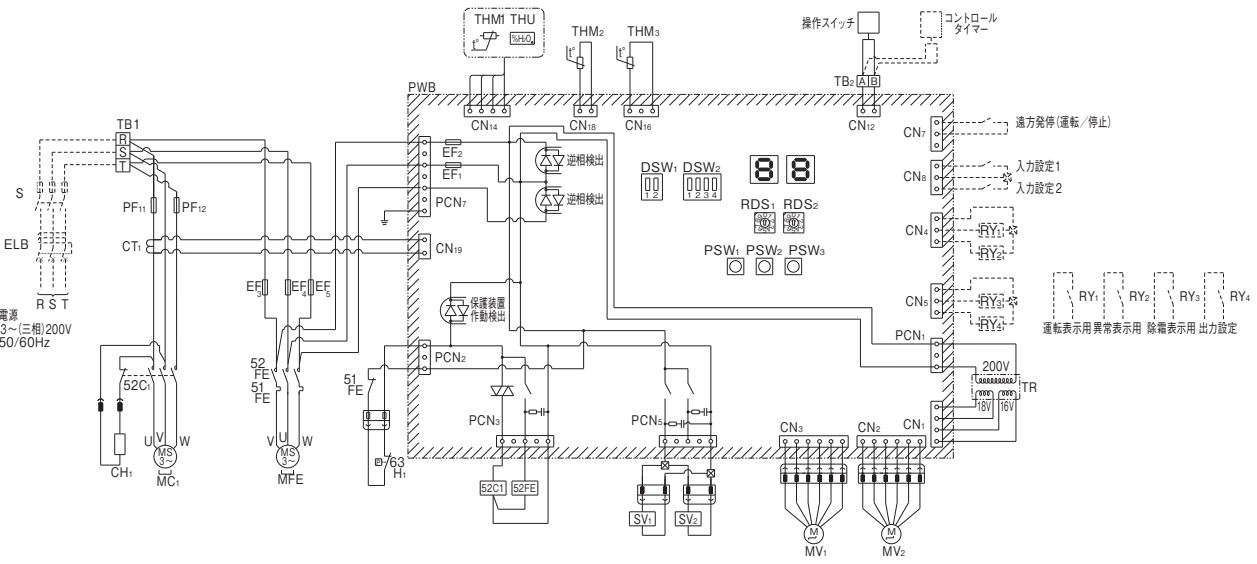 THM1 THU
t°
%H₂O
THM₂
t°
THM₃
t°
操作スイッチ
コントロール
タイマー
TB₂
A B
PWB
CN₁₄
CN₁₈
CN₁₆
CN₁₂
TB1
R
S
T
S
PF₁₁
PF₁₂
ELB
CT₁
R S T
電源
3～(三相)200V
50/60Hz
EF₂
EF₁
PCN₇
CN₁₉
逆相検出
逆相検出
DSW₁
1 2
DSW₂
1 2 3 4
8 8
RDS₁ RDS₂
PSW₁ PSW₂ PSW₃
CN₇
遠方発停(運転／停止)
CN₈
入力設定1
入力設定2
CN₄
RY₁
RY₂
CN₅
RY₃
RY₄
RY₁
RY₂
RY₃
RY₄
運転表示用
異常表示用
除霜表示用
出力設定
EF₃
EF₄
EF₅
保護装置
作動検出
PCN₂
PCN₁
200V
TR
18V
16V
52C₁
52
FE
51
FE
51
FE
PCN₃
PCN₅
CN₃
CN₂
CN₁
U
V
W
MS
3～
MC₁
CH₁
V
U
W
MS
3～
MFE
63
H₁
52C1
52FE
SV₁
SV₂
M
MV₁
M
MV₂